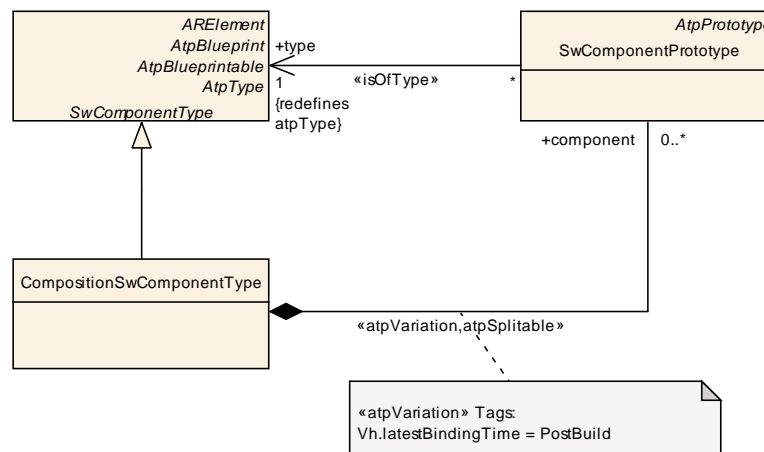 ARElement
AtpBlueprint
AtpBlueprintable
AtpType
SwComponentType
+type
1
{redefines
atpType}
«isOfType»
*
AtpPrototype
SwComponentPrototype
+component
0..*
CompositionSwComponentType
«atpVariation,atpSplitable»
«atpVariation» Tags:
Vh.latestBindingTime = PostBuild